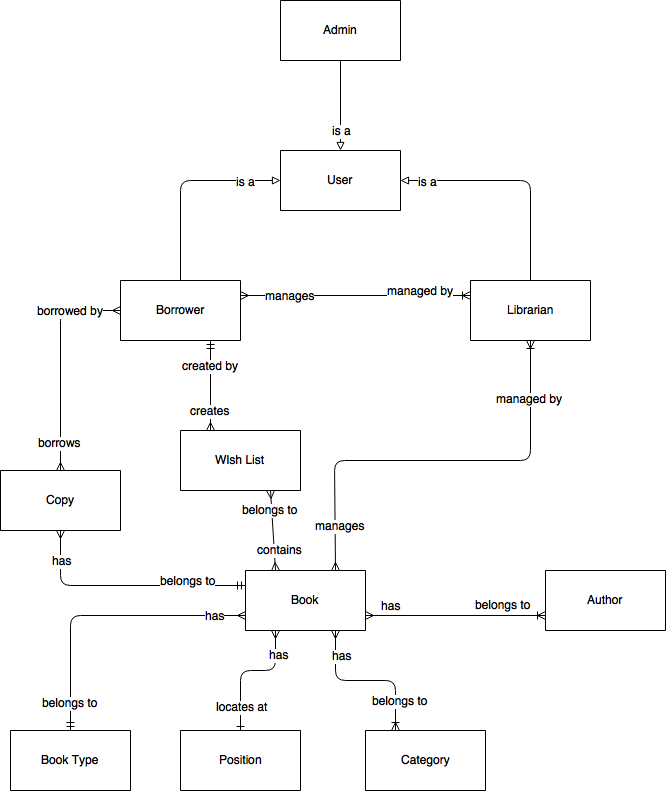 Admin
is a
User
is a
is a
Borrower
manages
managed by
Librarian
borrowed by
created by
managed by
creates
borrows
WIsh List
Copy
belongs to
manages
contains
has
belongs to
Book
has
belongs to
Author
has
has
has
belongs to
locates at
belongs to
Book Type
Position
Category